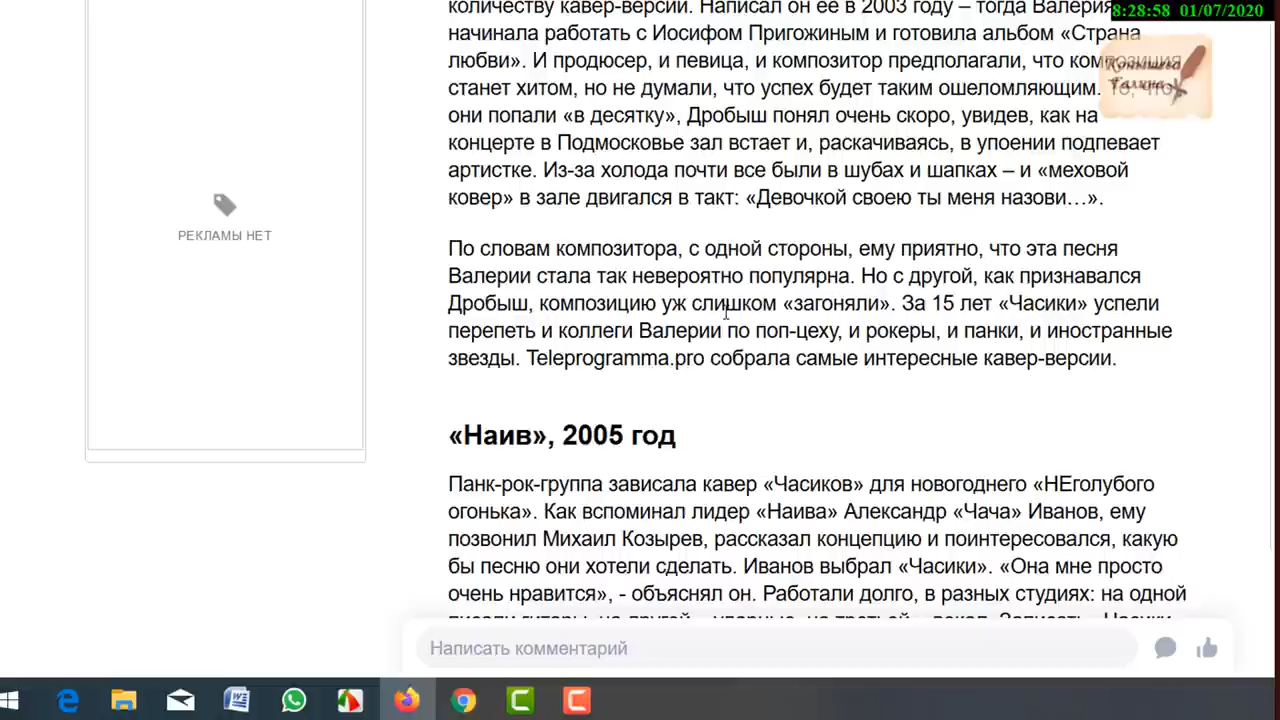 8:28:58 01/07/2020
количеству кавер-версий. Написал он её в 2003 году – тогда Валерия
начинала работать с Иосифом Пригожиным и готовила альбом «Страна
любви». И продюсер, и певица, и композитор предполагали, что композиция
станет хитом, но не думали, что успех будет таким ошеломляющим. То, что
они попали «в десятку», Дробыш понял очень скоро, увидев, как на
концерте в Подмосковье зал встает и, раскачиваясь, в упоении подпевает
артистке. Из-за холода почти все были в шубах и шапках – и «меховой
ковер» в зале двигался в такт: «Девочкой своею ты меня назови…».
По словам композитора, с одной стороны, ему приятно, что эта песня
Валерии стала так невероятно популярна. Но с другой, как признавался
Дробыш, композицию уж слишком «загоняли». За 15 лет «Часики» успели
перепеть и коллеги Валерии по поп-цеху, и рокеры, и панки, и иностранные
звезды. Teleprogramma.pro собрала самые интересные кавер-версии.
РЕКЛАМЫ НЕТ
«Наив», 2005 год
Панк-рок-группа зависала кавер «Часиков» для новогоднего «НЕголубого
огонька». Как вспоминал лидер «Наива» Александр «Чача» Иванов, ему
позвонил Михаил Козырев, рассказал концепцию и поинтересовался, какую
бы песню они хотели сделать. Иванов выбрал «Часики». «Она мне просто
очень нравится», - объяснял он. Работали долго, в разных студиях: на одной
Написать комментарий